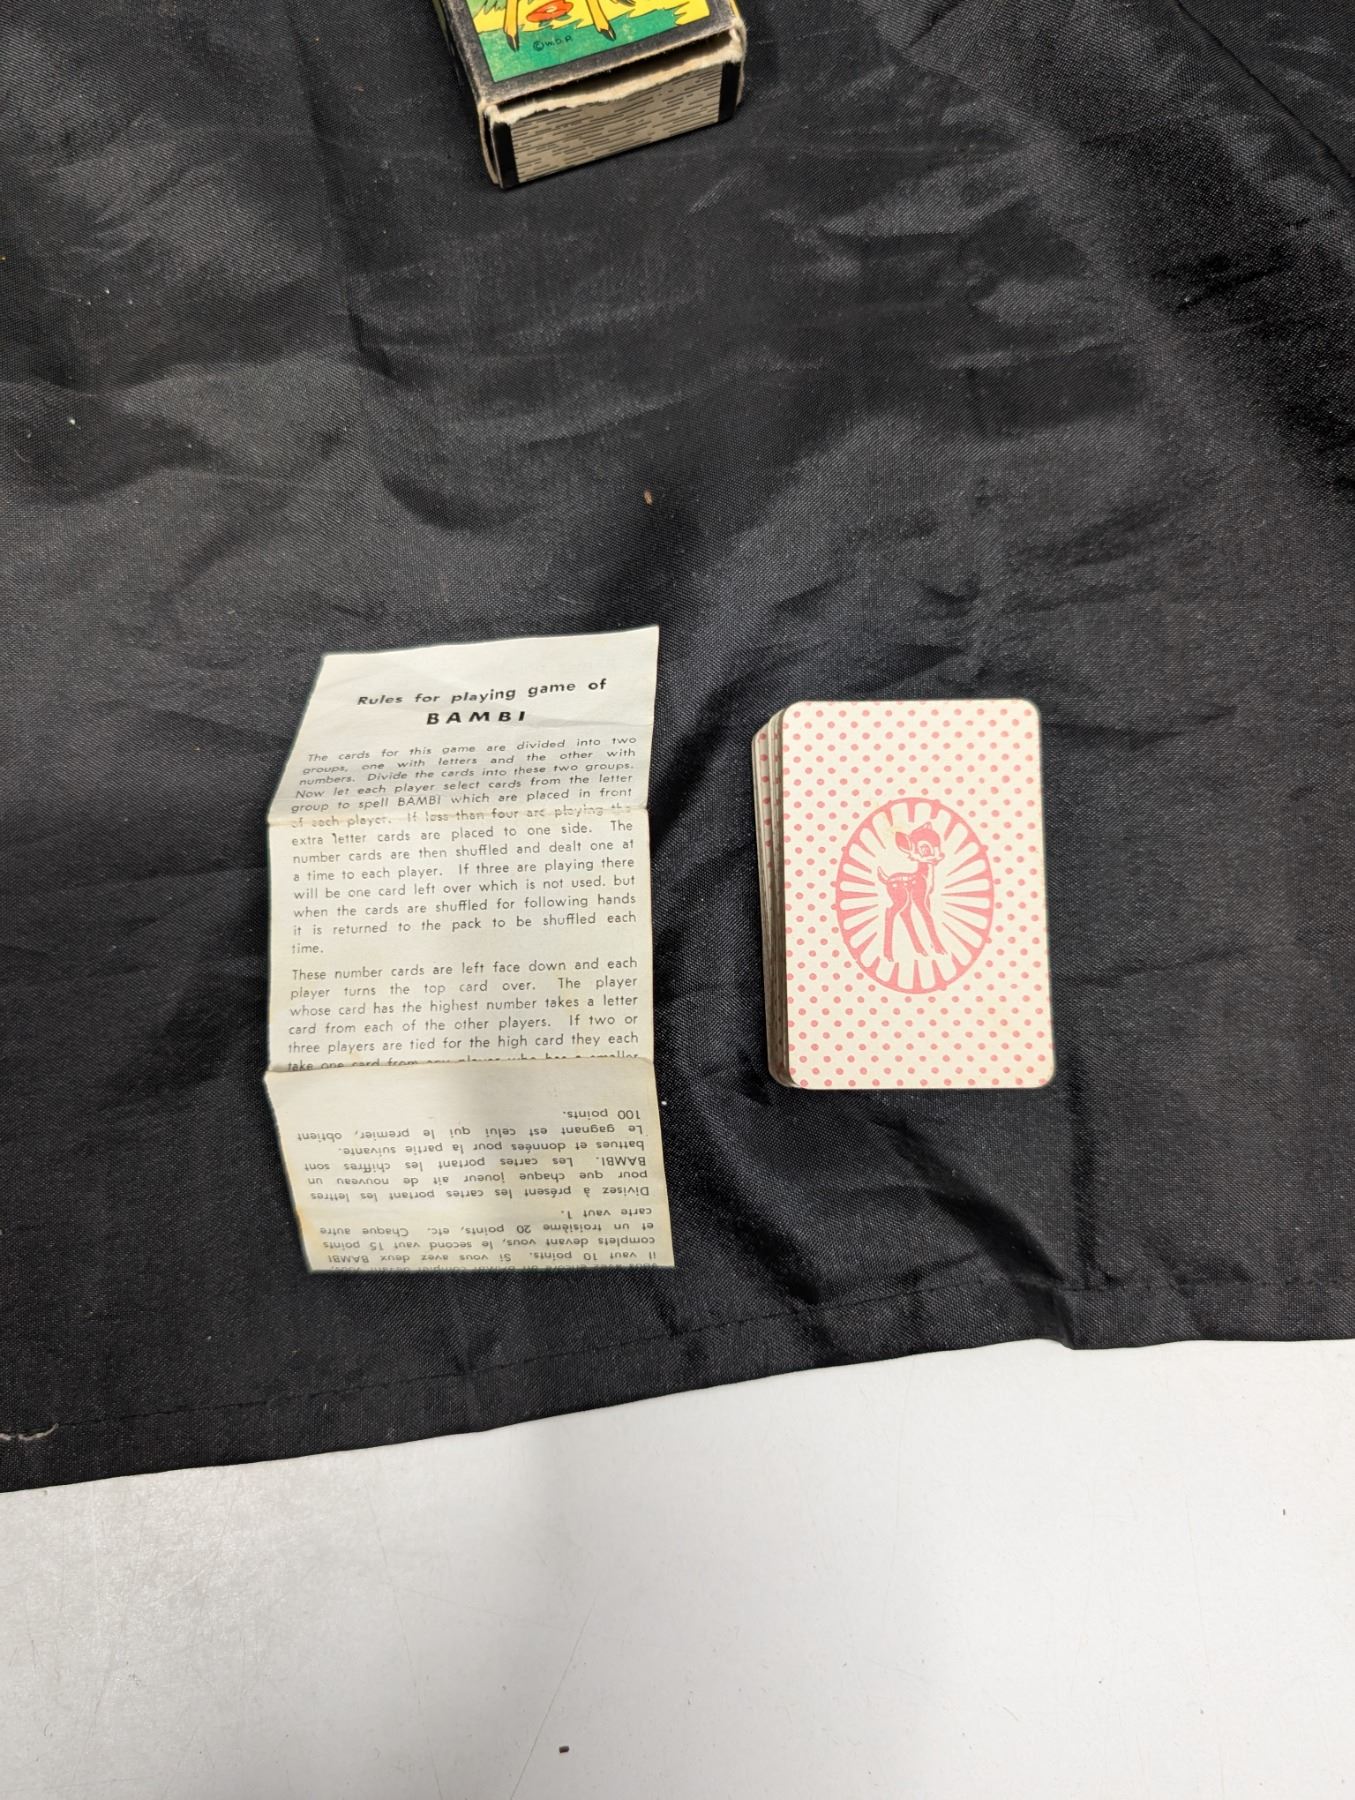 © W.D.P.
Rules for playing game of
BAMBI
The cards for this game are divided into two
groups, one with letters and the other with
numbers. Divide the cards into these two groups.
Now let each player select cards from the letter
group to spell BAMBI which are placed in front
of each player. If less than four are playing the
extra letter cards are placed to one side. The
number cards are then shuffled and dealt one at
a time to each player. If three are playing there
will be one card left over which is not used, but
when the cards are shuffled for following hands
it is returned to the pack to be shuffled each
time.
These number cards are left face down and each
player turns the top card over. The player
whose card has the highest number takes a letter
card from each of the other players. If two or
three players are tied for the high card they each
take one card from any player who has a smaller
il vaut 10 points. Si vous avez deux BAMBI
complets devant vous, le second vaut 15 points
et un troisième 20 points, etc. Chaque autre
carte vaut 1.
Divisez à présent les cartes portant les lettres
pour que chaque joueur ait de nouveau un
BAMBI. Les cartes portant les chiffres sont
battues et données pour la partie suivante.
Le gagnant est celui qui le premier, obtient
100 points.